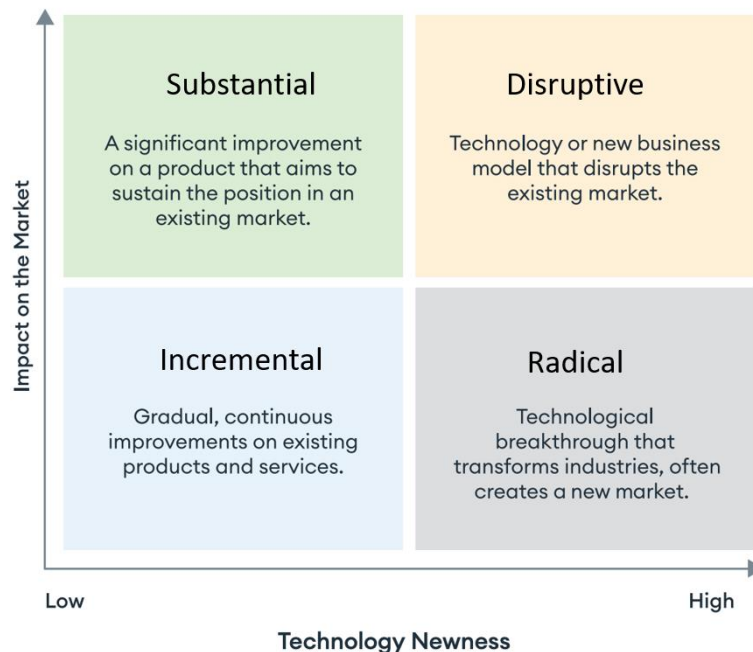 Impact on the Market
Substantial
A significant improvement
on a product that aims to
sustain the position in an
existing market.
Disruptive
Technology or new business
model that disrupts the
existing market.
Incremental
Gradual, continuous
improvements on existing
products and services.
Radical
Technological
breakthrough that
transforms industries, often
creates a new market.
Low
High
Technology Newness